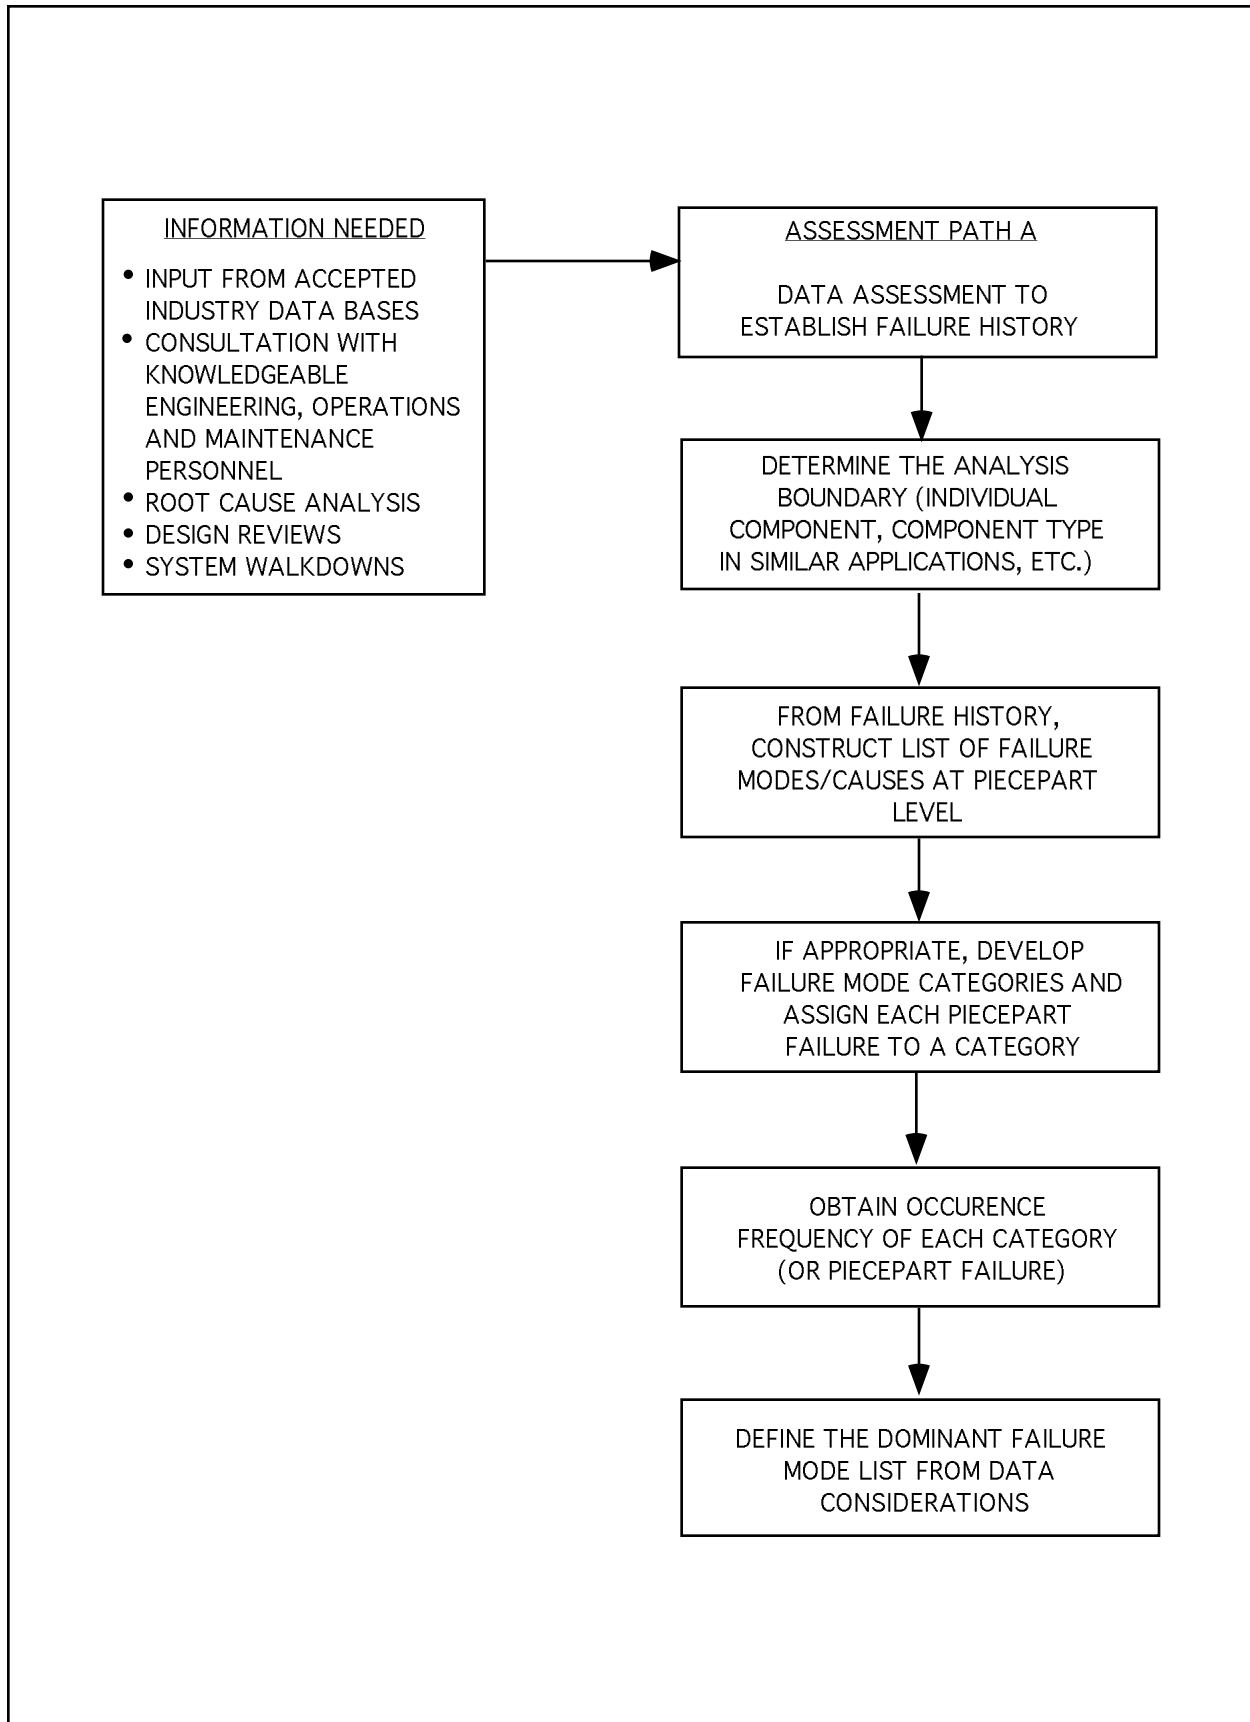 INFORMATION NEEDED
• INPUT FROM ACCEPTED
INDUSTRY DATA BASES
• CONSULTATION WITH
KNOWLEDGEABLE
ENGINEERING, OPERATIONS
AND MAINTENANCE
PERSONNEL
• ROOT CAUSE ANALYSIS
• DESIGN REVIEWS
• SYSTEM WALKDOWNS
ASSESSMENT PATH A
DATA ASSESSMENT TO
ESTABLISH FAILURE HISTORY
DETERMINE THE ANALYSIS
BOUNDARY (INDIVIDUAL
COMPONENT, COMPONENT TYPE
IN SIMILAR APPLICATIONS, ETC.)
FROM FAILURE HISTORY,
CONSTRUCT LIST OF FAILURE
MODES/CAUSES AT PIECEPART
LEVEL
IF APPROPRIATE, DEVELOP
FAILURE MODE CATEGORIES AND
ASSIGN EACH PIECEPART
FAILURE TO A CATEGORY
OBTAIN OCCURENCE
FREQUENCY OF EACH CATEGORY
(OR PIECEPART FAILURE)
DEFINE THE DOMINANT FAILURE
MODE LIST FROM DATA
CONSIDERATIONS